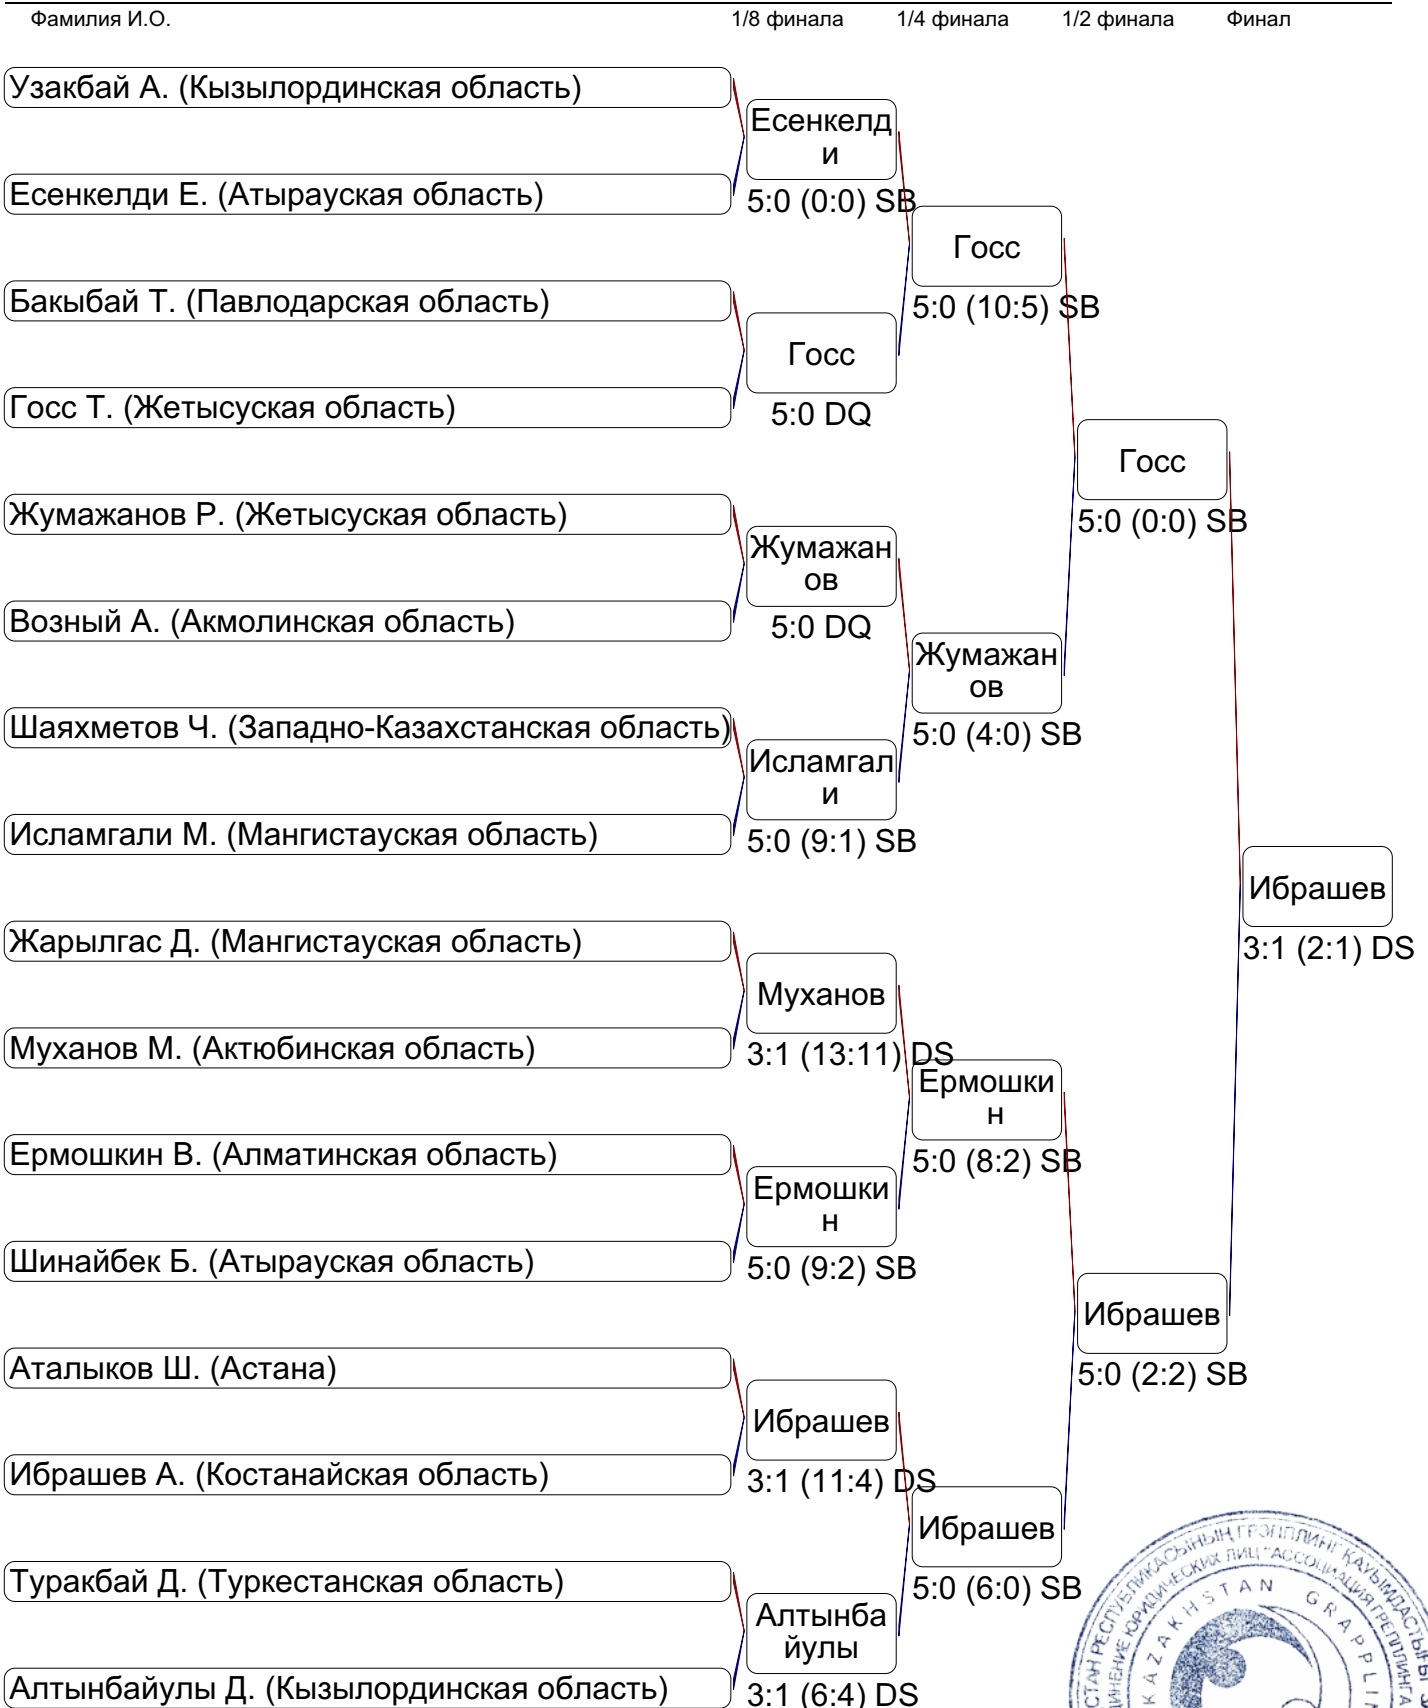 Фамилия И.О. 1/8 финала 1/4 финала 1/2 финала Финал
Узакбай А. (Кызылординская область)
Есенкелд
и
Есенкелди Е. (Атырауская область)
5:0 (0:0) SB
Госс
Бакыбай Т. (Павлодарская область)
5:0 (10:5) SB
Госс
Госс Т. (Жетысуская область)
5:0 DQ
Госс
Жумажанов Р. (Жетысуская область)
5:0 (0:0) SB
Жумажан
ов
Возный А. (Акмолинская область)
5:0 DQ
Жумажан
ов
Шаяхметов Ч. (Западно-Казахстанская область)
5:0 (4:0) SB
Исламгал
и
Исламгали М. (Мангистауская область)
5:0 (9:1) SB
Ибрашев
Жарылгас Д. (Мангистауская область)
3:1 (2:1) DS
Муханов
Муханов М. (Актюбинская область)
3:1 (13:11) DS
Ермошки
н
Ермошкин В. (Алматинская область)
5:0 (8:2) SB
Ермошки
н
Шинайбек Б. (Атырауская область)
5:0 (9:2) SB
Ибрашев
Аталыков Ш. (Астана)
5:0 (2:2) SB
Ибрашев
Ибрашев А. (Костанайская область)
3:1 (11:4) DS
Ибрашев
Туракбай Д. (Туркестанская область)
5:0 (6:0) SB
Алтынба
йулы
Алтынбайулы Д. (Кызылординская область)
3:1 (6:4) DS
KAZAKHSTAN GRAPPLIN